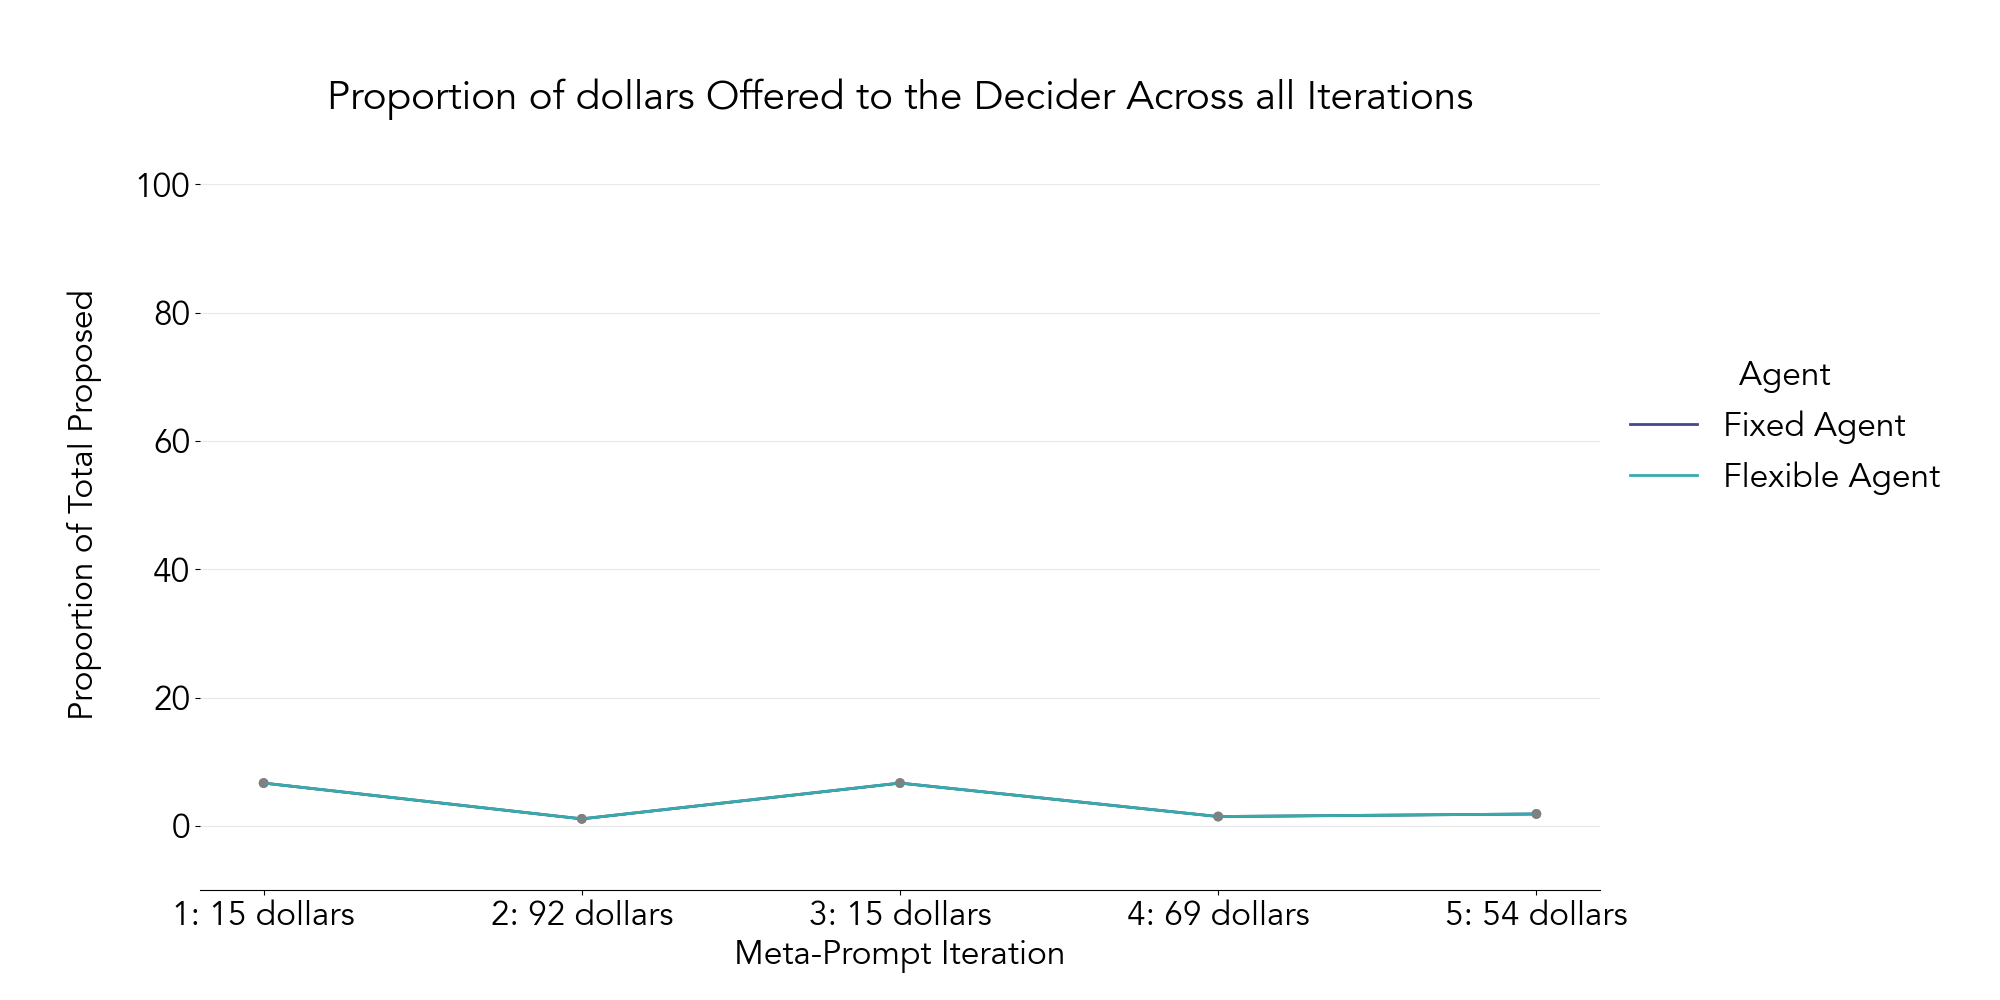 Proportion of dollars Offered to the Decider Across all Iterations
Proportion of Total Proposed
100
80
60
40
20
0
1: 15 dollars
2: 92 dollars
3: 15 dollars
4: 69 dollars
5: 54 dollars
Meta-Prompt Iteration
Agent
Fixed Agent
Flexible Agent